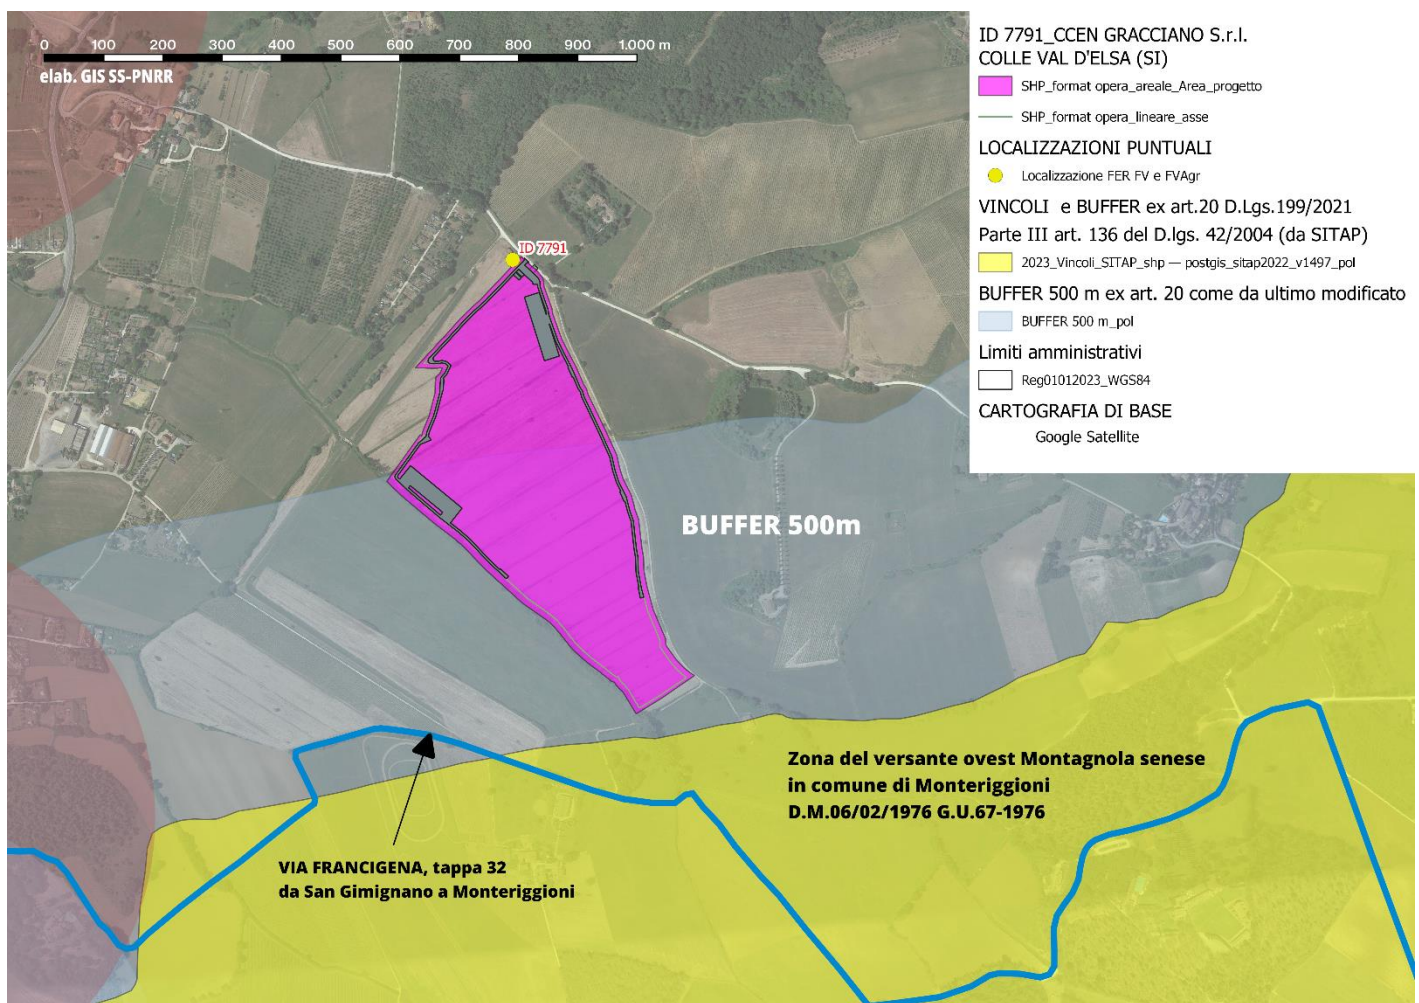 0 100 200 300 400 500 600 700 800 900 1.000 m
elab. GIS SS-PNRR
ID 7791
BUFFER 500m
Zona del versante ovest Montagnola senese
in comune di Monteriggioni
D.M.06/02/1976 G.U.67-1976
VIA FRANCIGENA, tappa 32
da San Gimignano a Monteriggioni
ID 7791_CCEN GRACCIANO S.r.l.
COLLE VAL D'ELSA (SI)
SHP_format opera_areale_Area_progetto
SHP_format opera_lineare_asse
LOCALIZZAZIONI PUNTUALI
Localizzazione FER FV e FVAgr
VINCOLI e BUFFER ex art.20 D.Lgs.199/2021
Parte III art. 136 del D.lgs. 42/2004 (da SITAP)
2023_Vincoli_SITAP_shp — postgis_sitap2022_v1497_pol
BUFFER 500 m ex art. 20 come da ultimo modificato
BUFFER 500 m_pol
Limiti amministrativi
Reg01012023_WGS84
CARTOGRAFIA DI BASE
Google Satellite